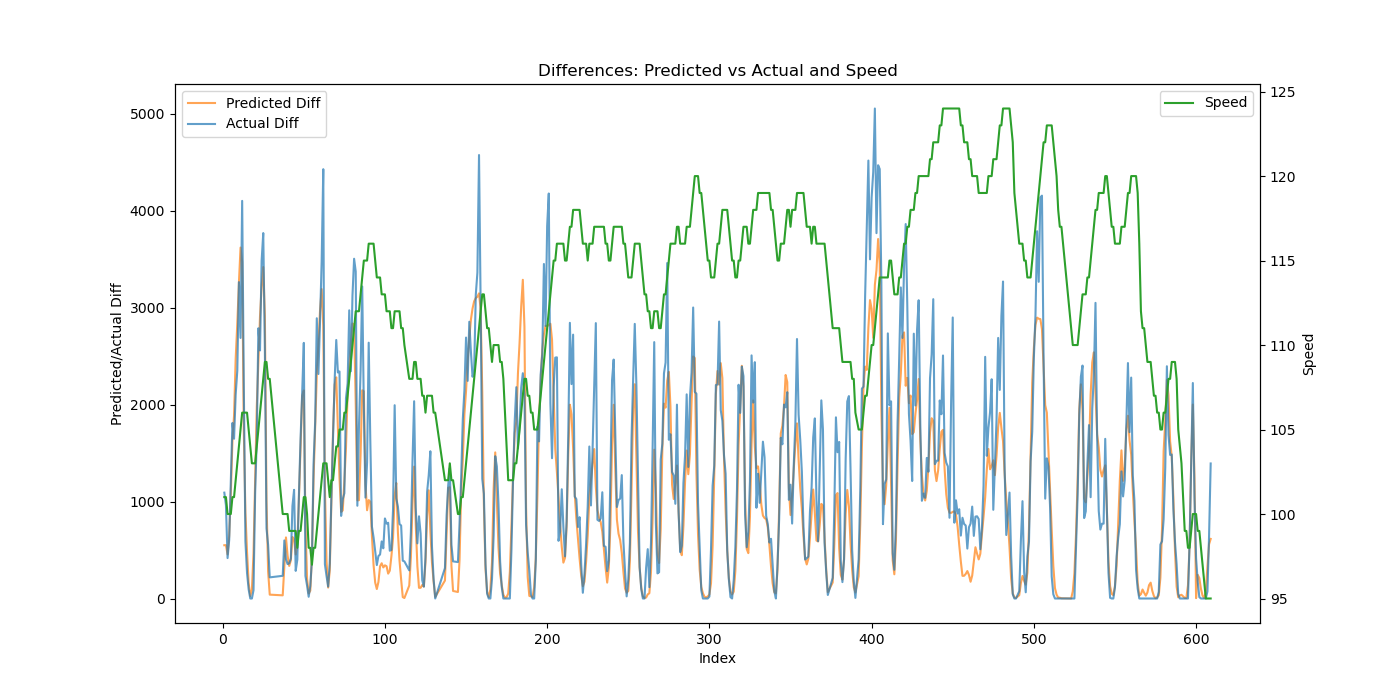 Differences: Predicted vs Actual and Speed
Predicted Diff
Actual Diff
Speed
5000
4000
3000
2000
1000
0
Predicted/Actual Diff
125
120
115
110
105
100
95
Speed
0 100 200 300 400 500 600
Index